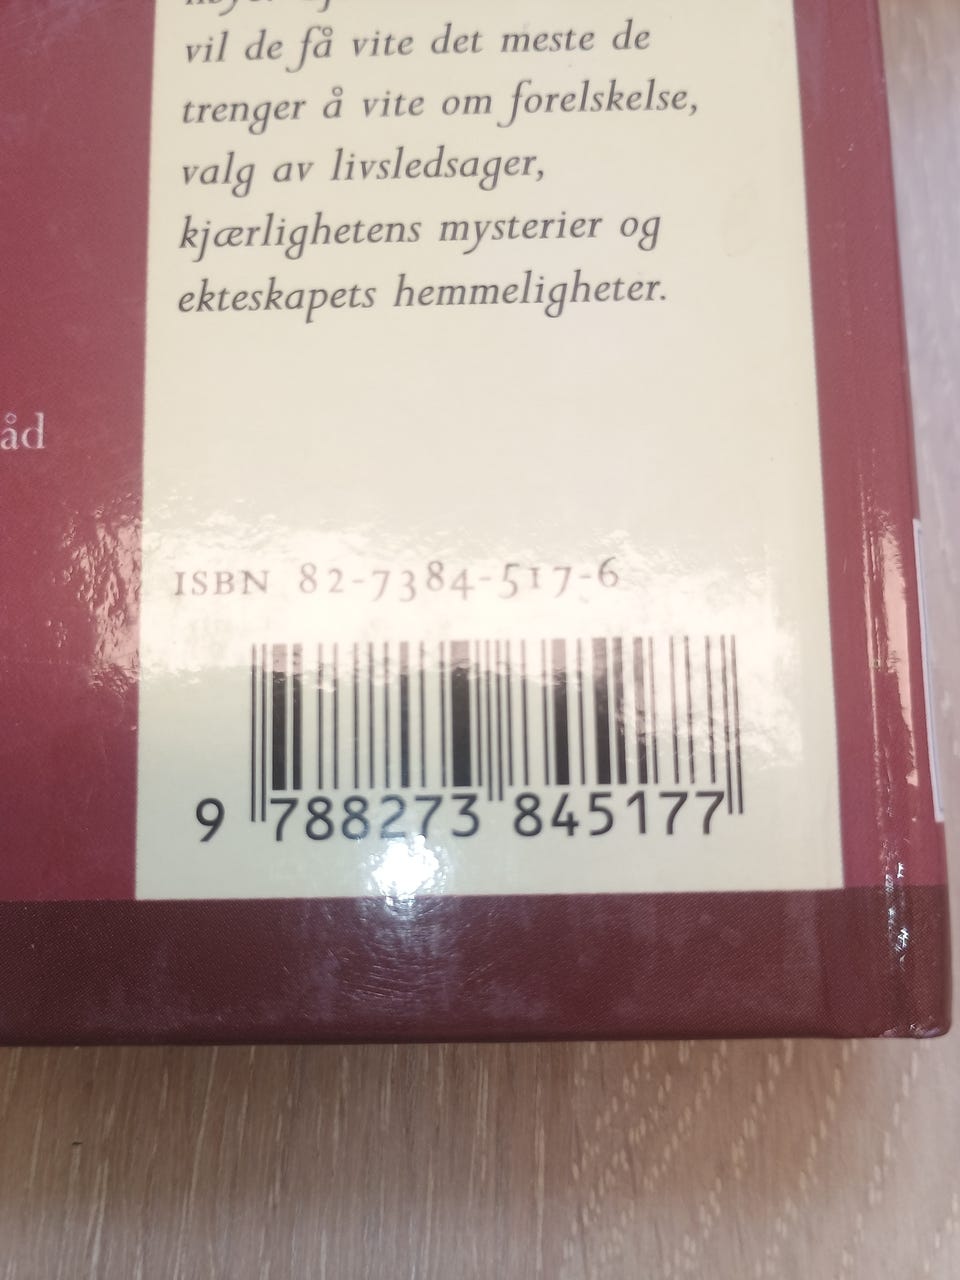 vil de få vite det meste de
trenger å vite om forelskelse,
valg av livsledsager,
kjærlighetens mysterier og
ekteskapets hemmeligheter.
åd
ISBN 82-7384-517-6
9 788273 845177